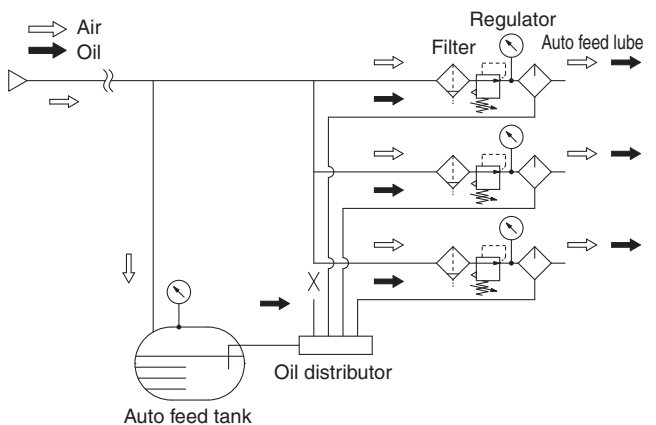 Air
Oil
Regulator
Filter
Auto feed lube
Oil distributor
Auto feed tank